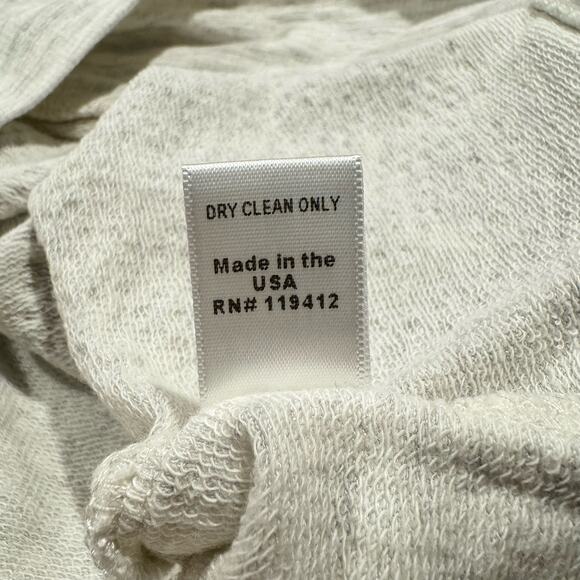 DRY CLEAN ONLY
Made in the
USA
RN# 119412